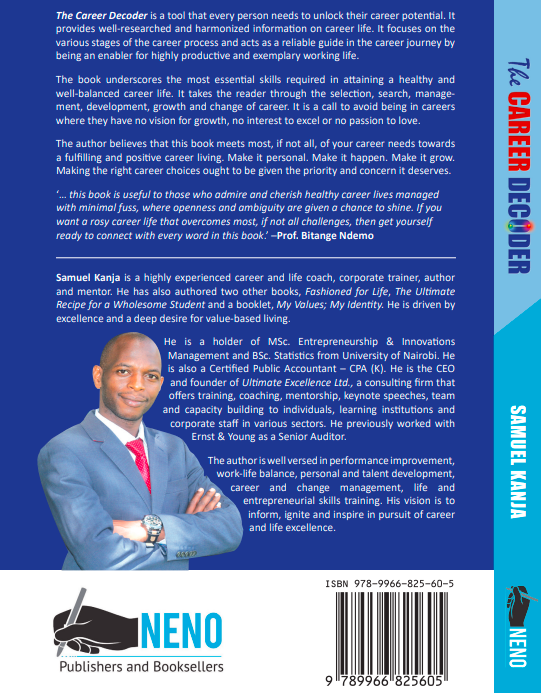 The Career Decoder is a tool that every person needs to unlock their career potential. It
provides well-researched and harmonized information on career life. It focuses on the
various stages of the career process and acts as a reliable guide in the career journey by
being an enabler for highly productive and exemplary working life.
The book underscores the most essential skills required in attaining a healthy and
well-balanced career life. It takes the reader through the selection, search, manage-
ment, development, growth and change of career. It is a call to avoid being in careers
where they have no vision for growth, no interest to excel or no passion to love.
The author believes that this book meets most, if not all, of your career needs towards
a fulfilling and positive career living. Make it personal. Make it happen. Make it grow.
Making the right career choices ought to be given the priority and concern it deserves.
‘... this book is useful to those who admire and cherish healthy career lives managed
with minimal fuss, where openness and ambiguity are given a chance to shine. If you
want a rosy career life that overcomes most, if not all challenges, then get yourself
ready to connect with every word in this book.’ –Prof. Bitange Ndemo
Samuel Kanja is a highly experienced career and life coach, corporate trainer, author
and mentor. He has also authored two other books, Fashioned for Life, The Ultimate
Recipe for a Wholesome Student and a booklet, My Values; My Identity. He is driven by
excellence and a deep desire for value-based living.
He is a holder of MSc. Entrepreneurship & Innovations
Management and BSc. Statistics from University of Nairobi. He
is also a Certified Public Accountant – CPA (K). He is the CEO
and founder of Ultimate Excellence Ltd., a consulting firm that
offers training, coaching, mentorship, keynote speeches, team
and capacity building to individuals, learning institutions and
corporate staff in various sectors. He previously worked with
Ernst & Young as a Senior Auditor.
The author is well versed in performance improvement,
work-life balance, personal and talent development,
career and change management, life and
entrepreneurial skills training. His vision is to
inform, ignite and inspire in pursuit of career
and life excellence.
NENO
Publishers and Booksellers
ISBN 978-9966-825-60-5
9 789966 825605
The CAREER DECODER
SAMUEL KANJA
NENO